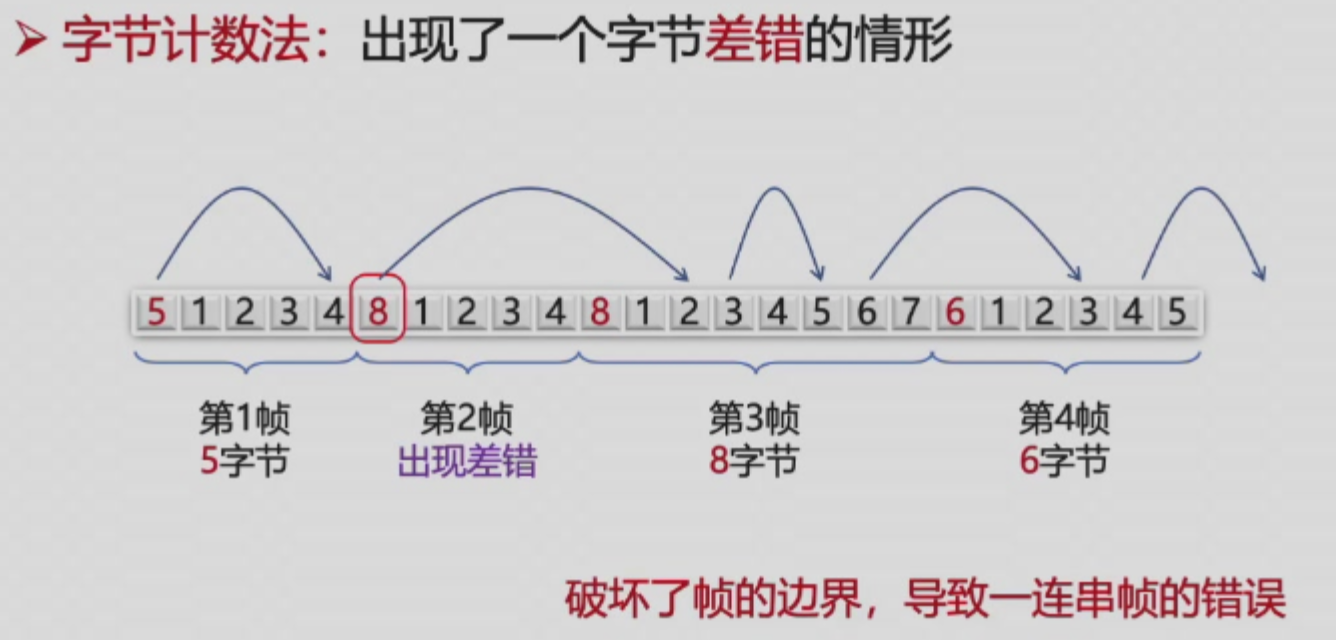 ➢ 字节计数法：出现了一个字节差错的情形
5 1 2 3 4 8 1 2 3 4 8 1 2 3 4 5 6 7 6 1 2 3 4 5
第1帧 第2帧 第3帧 第4帧
5字节 出现差错 8字节 6字节
破坏了帧的边界，导致一连串帧的错误